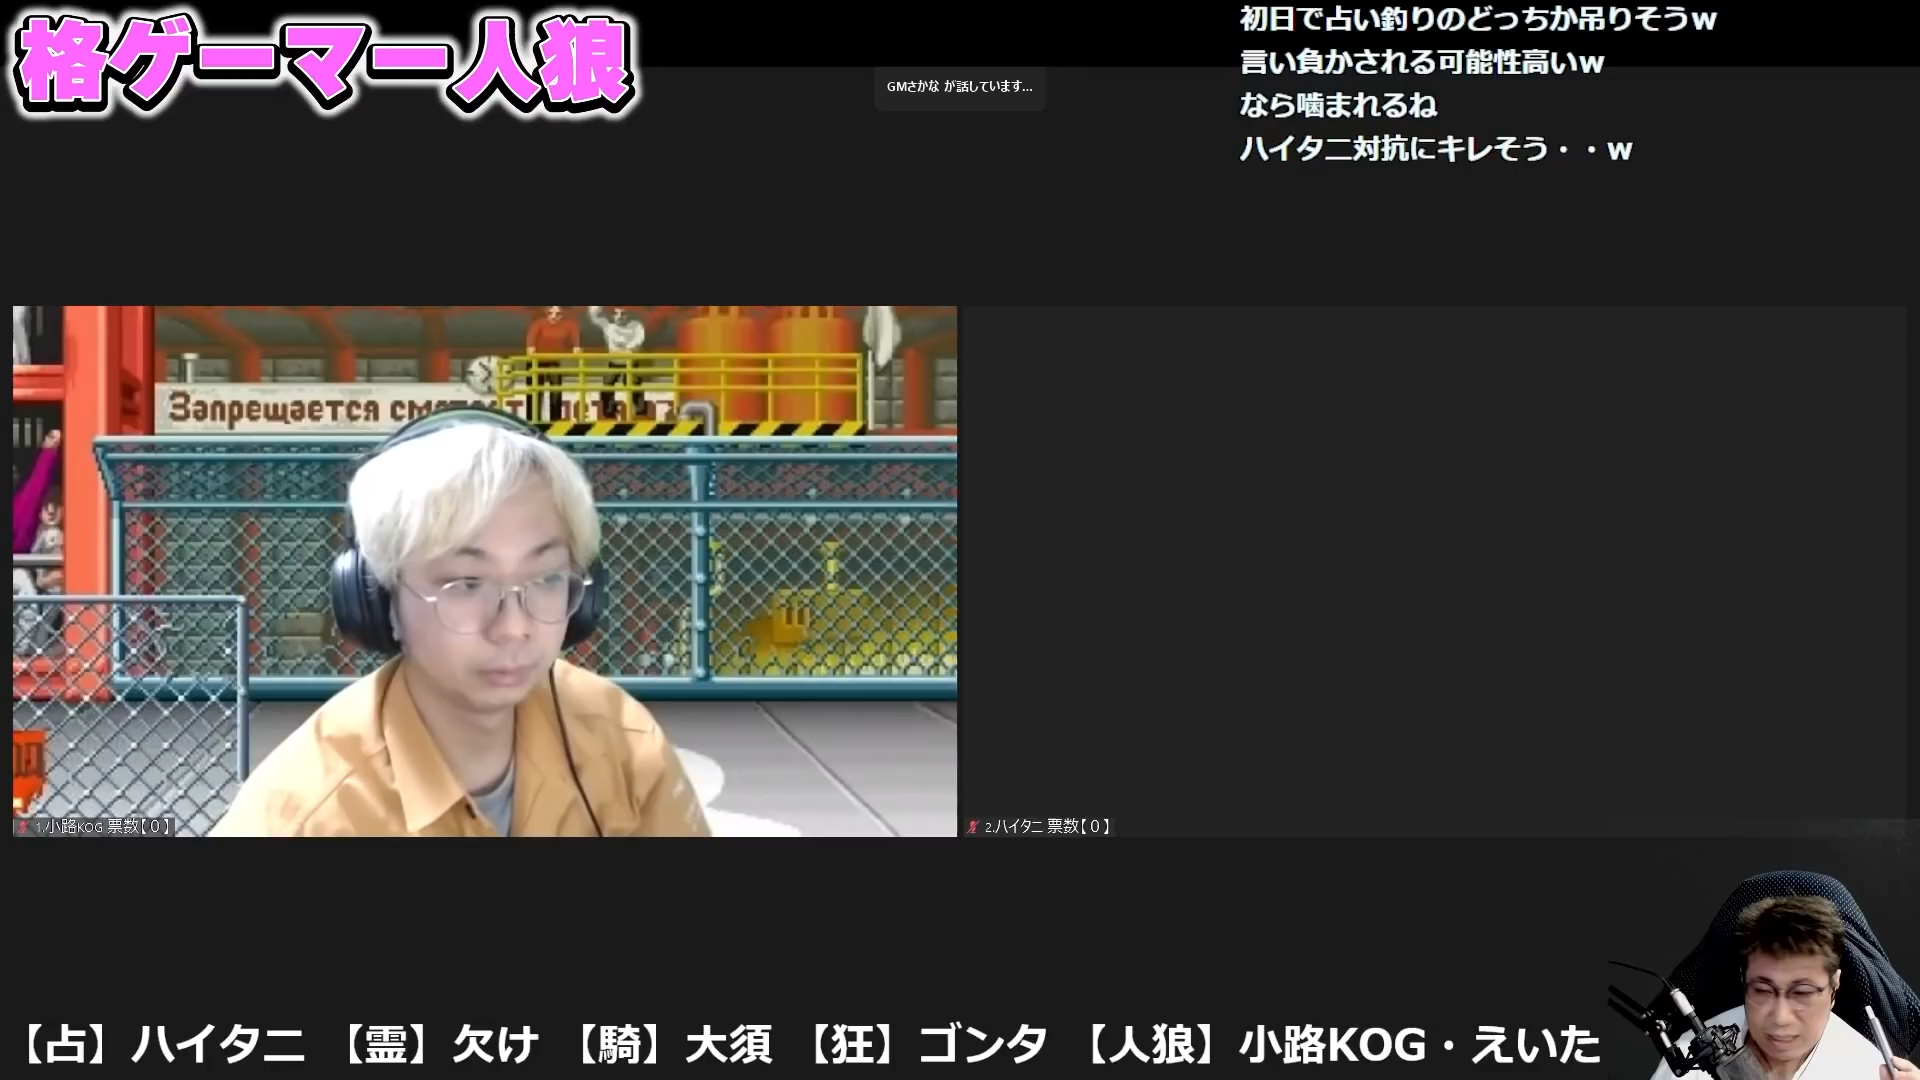 格ゲーマー人狼
GMさかな が話しています...
初日で占い釣りのどっちか吊りそうw
言い負かされる可能性高いw
なら噛まれるね
ハイタニ対抗にキレそう・・w
Запрещается
1.小路KOG 票数【0】
2.ハイタニ 票数【0】
【占】ハイタニ 【霊】欠け 【騎】大須 【狂】ゴンタ 【人狼】小路KOG・えいた